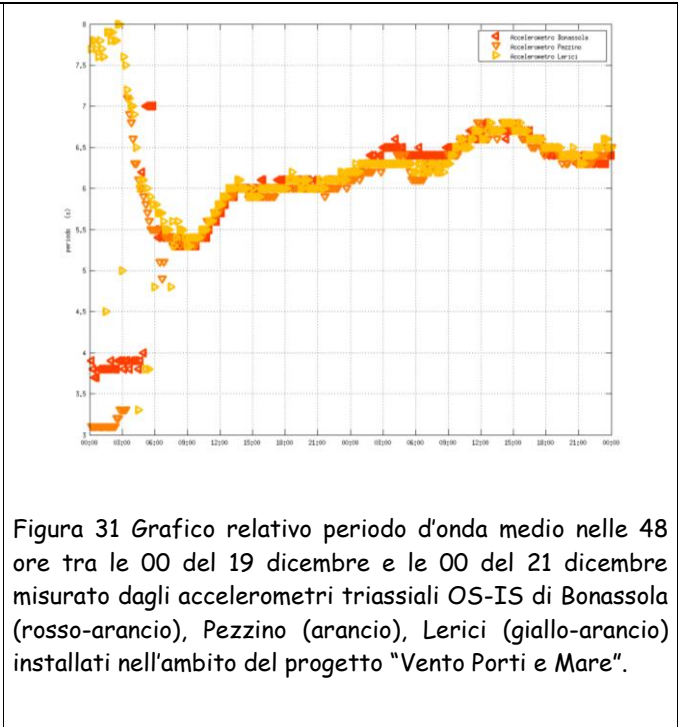 8
Accelerometro Bonassola
Accelerometro Pezzino
Accelerometro Lerici
7,5
7
6,5
6
periodo (s)
5,5
5
4,5
4
3,5
3
00:00 03:00 06:00 09:00 12:00 15:00 18:00 21:00 00:00 03:00 06:00 09:00 12:00 15:00 18:00 21:00 00:00
Figura 31 Grafico relativo periodo d'onda medio nelle 48
ore tra le 00 del 19 dicembre e le 00 del 21 dicembre
misurato dagli accelerometri triassiali OS-IS di Bonassola
(rosso-arancio), Pezzino (arancio), Lerici (giallo-arancio)
installati nell'ambito del progetto "Vento Porti e Mare".